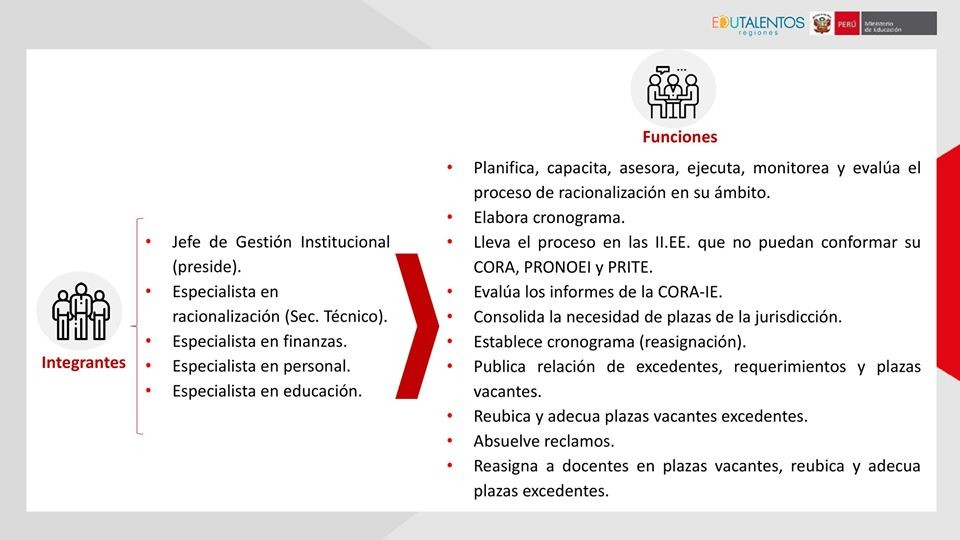 EDUTALENTOS
regiones
PERÚ
Ministerio
de Educación
Funciones
• Planifica, capacita, asesora, ejecuta, monitorea y evalúa el
proceso de racionalización en su ámbito.
• Elabora cronograma.
• Lleva el proceso en las II.EE. que no puedan conformar su
CORA, PRONOEI y PRITE.
• Evalúa los informes de la CORA-IE.
• Consolida la necesidad de plazas de la jurisdicción.
• Establece cronograma (reasignación).
• Publica relación de excedentes, requerimientos y plazas
vacantes.
• Reubica y adecua plazas vacantes excedentes.
• Absuelve reclamos.
• Reasigna a docentes en plazas vacantes, reubica y adecua
plazas excedentes.
Integrantes
• Jefe de Gestión Institucional
(preside).
• Especialista en
racionalización (Sec. Técnico).
• Especialista en finanzas.
• Especialista en personal.
• Especialista en educación.